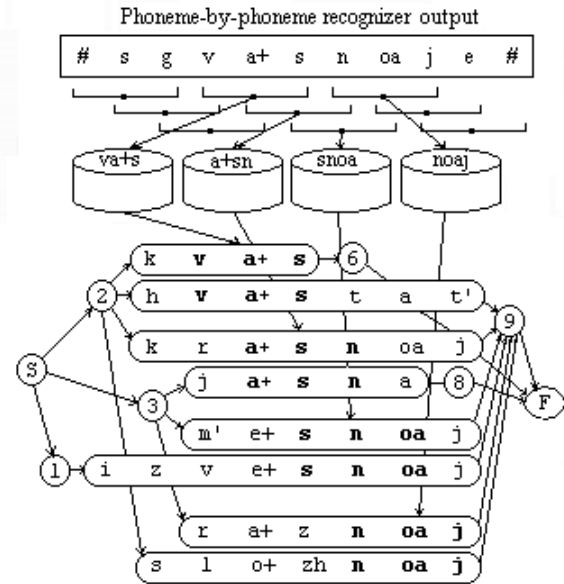 Phoneme-by-phoneme recognizer output
# s g v a+ s n oa j e #
va+s a+sn snoa noaj
k v a+ s 6
2 h v a+ s t a t' 9
k r a+ s n oa j
S j a+ s n a 8
3 F
m' e+ s n oa j
1 i z v e+ s n oa j
r a+ z n oa j
s l o+ zh n oa j